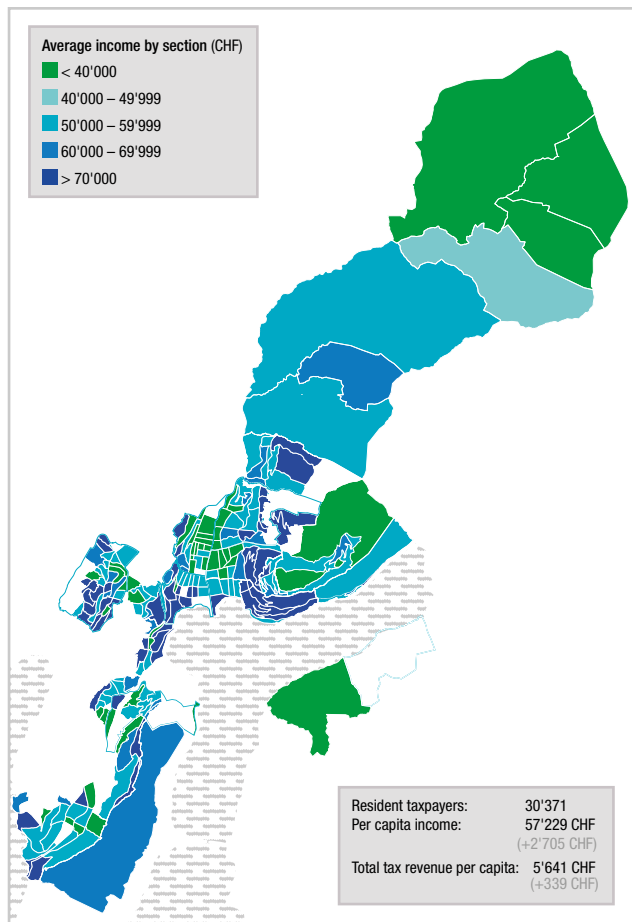 Average income by section (CHF)
< 40'000
40'000 – 49'999
50'000 – 59'999
60'000 – 69'999
> 70'000
Resident taxpayers: 30'371
Per capita income: 57'229 CHF
(+2'705 CHF)
Total tax revenue per capita: 5'641 CHF
(+339 CHF)